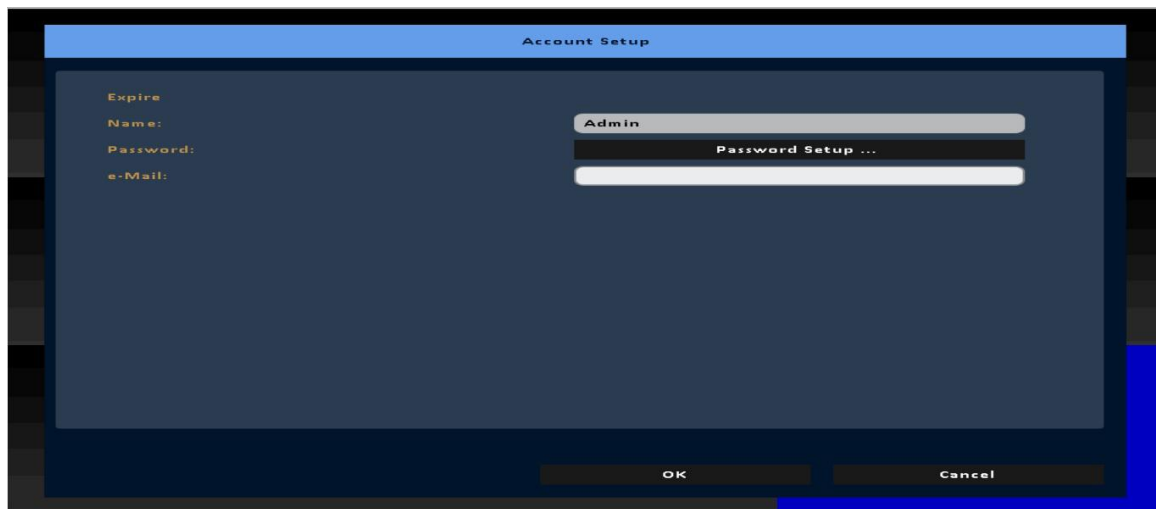 Account Setup
Expire
Name: Admin
Password: Password Setup ...
e-Mail:
OK Cancel